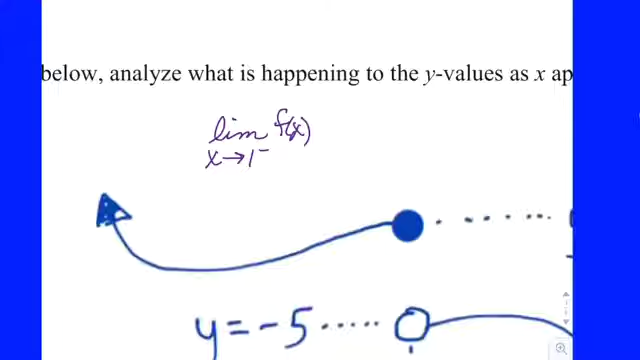 below, analyze what is happening to the y-values as x ap
lim f(x)
x→1⁻
y = -5